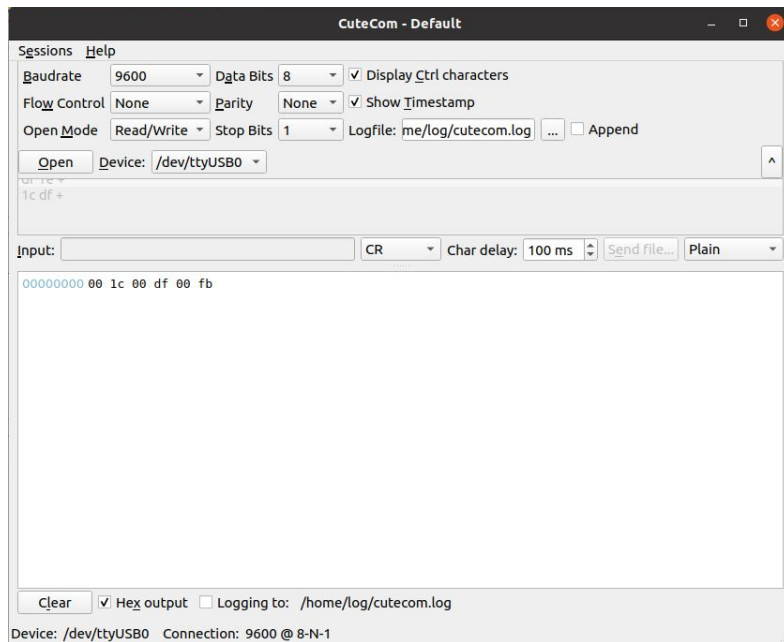 CuteCom - Default
Sessions Help
Baudrate 9600 Data Bits 8 Display Ctrl characters
Flow Control None Parity None Show Timestamp
Open Mode Read/Write Stop Bits 1 Logfile: me/log/cutecom.log ... Append
Open Device: /dev/ttyUSB0 ^
1c df +
Input: CR Char delay: 100 ms Send file... Plain
00000000 00 1c 00 df 00 fb
Clear Hex output Logging to: /home/log/cutecom.log
Device: /dev/ttyUSB0 Connection: 9600 @ 8-N-1